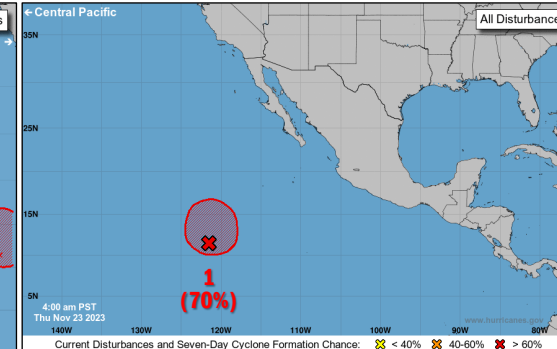 s
← Central Pacific
All Disturbance
→
35N
25N
15N
5N
1
(70%)
4:00 am PST
Thu Nov 23 2023
www.hurricanes.gov
140W 130W 120W 110W 100W 90W 80W
Current Disturbances and Seven-Day Cyclone Formation Chance: < 40% 40-60% > 60%